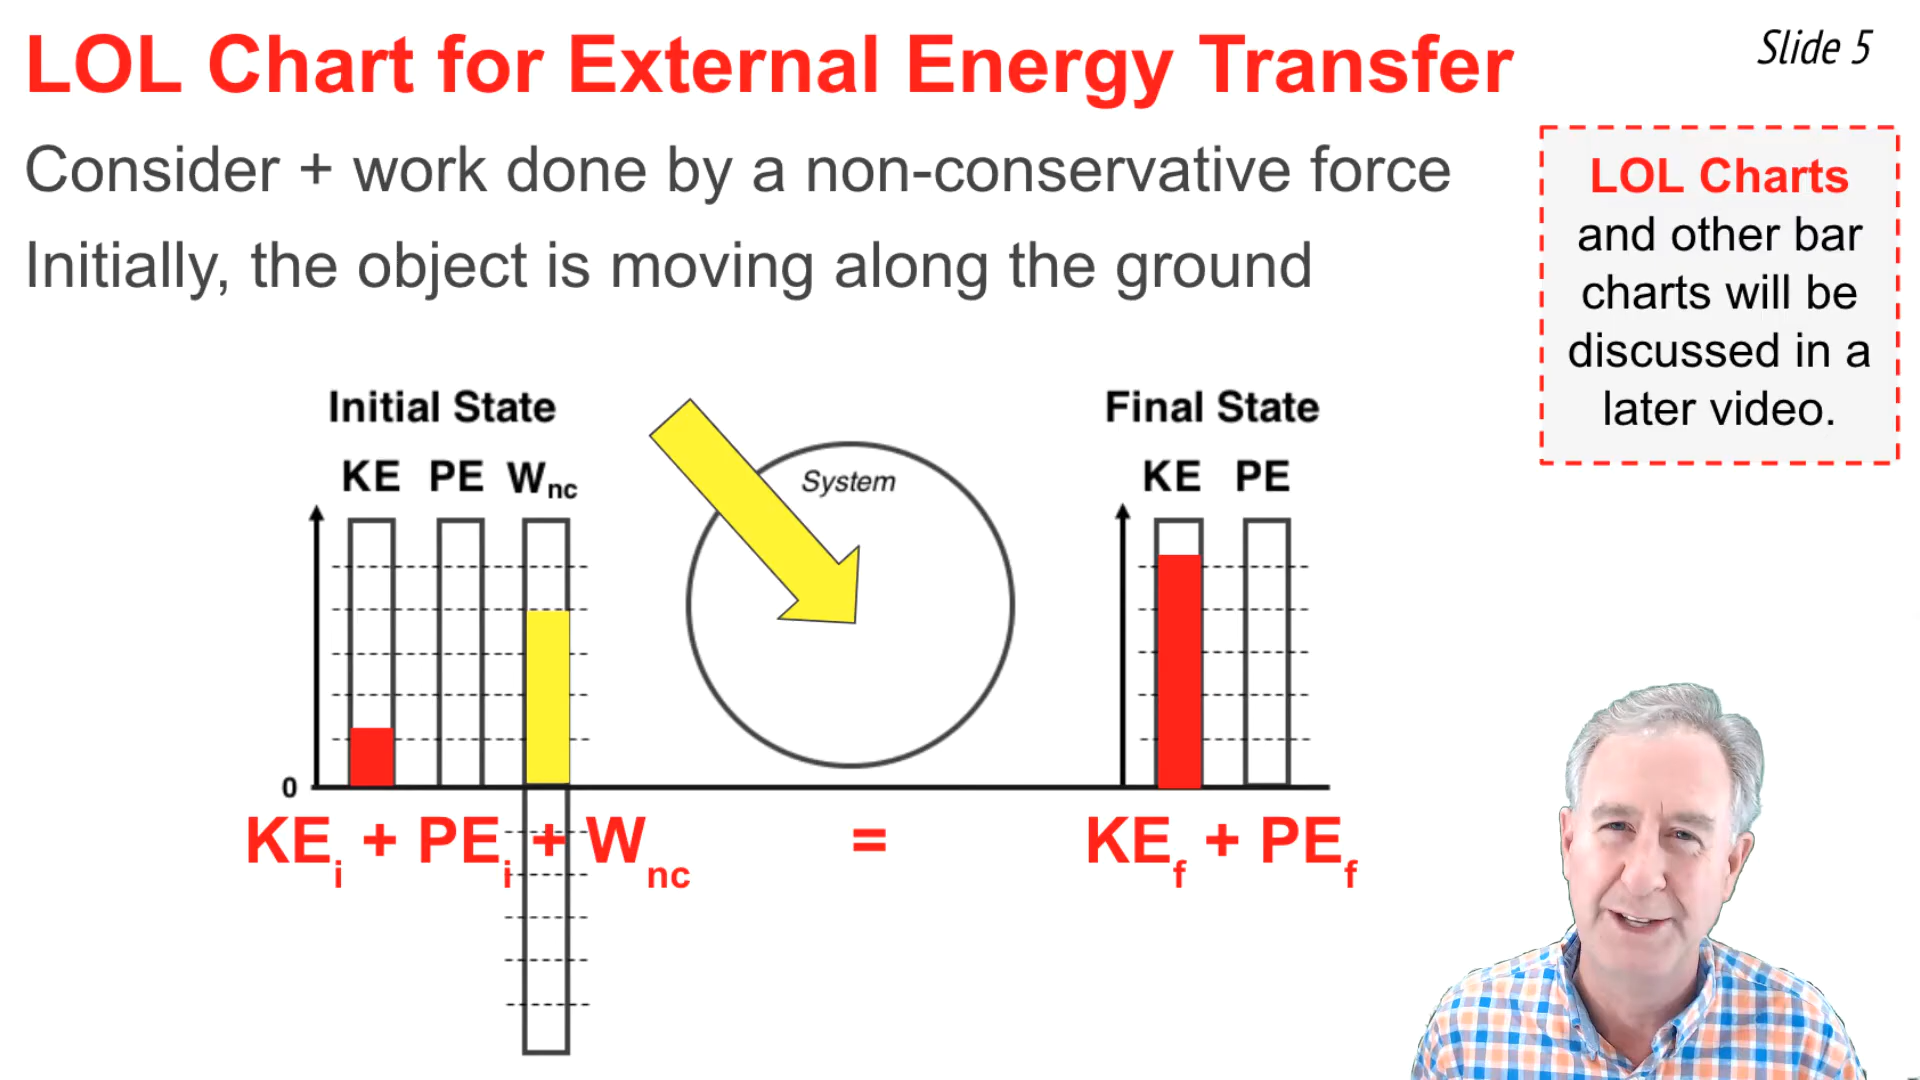 LOL Chart for External Energy Transfer
Slide 5
Consider + work done by a non-conservative force
Initially, the object is moving along the ground
LOL Charts
and other bar
charts will be
discussed in a
later video.
Initial State
KE PE Wnc
System
Final State
KE PE
0
KEi + PEi + Wnc = KEf + PEf